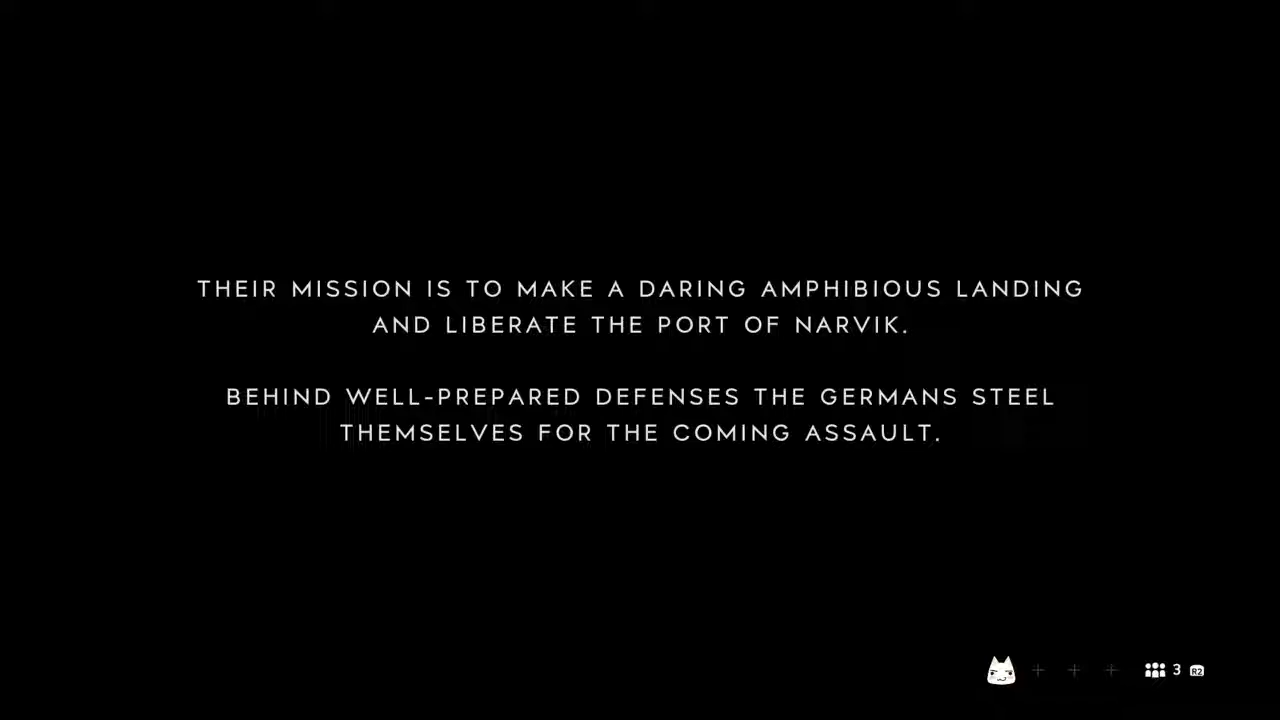 THEIR MISSION IS TO MAKE A DARING AMPHIBIOUS LANDING
AND LIBERATE THE PORT OF NARVIK.
BEHIND WELL-PREPARED DEFENSES THE GERMANS STEEL
THEMSELVES FOR THE COMING ASSAULT.
3 R2